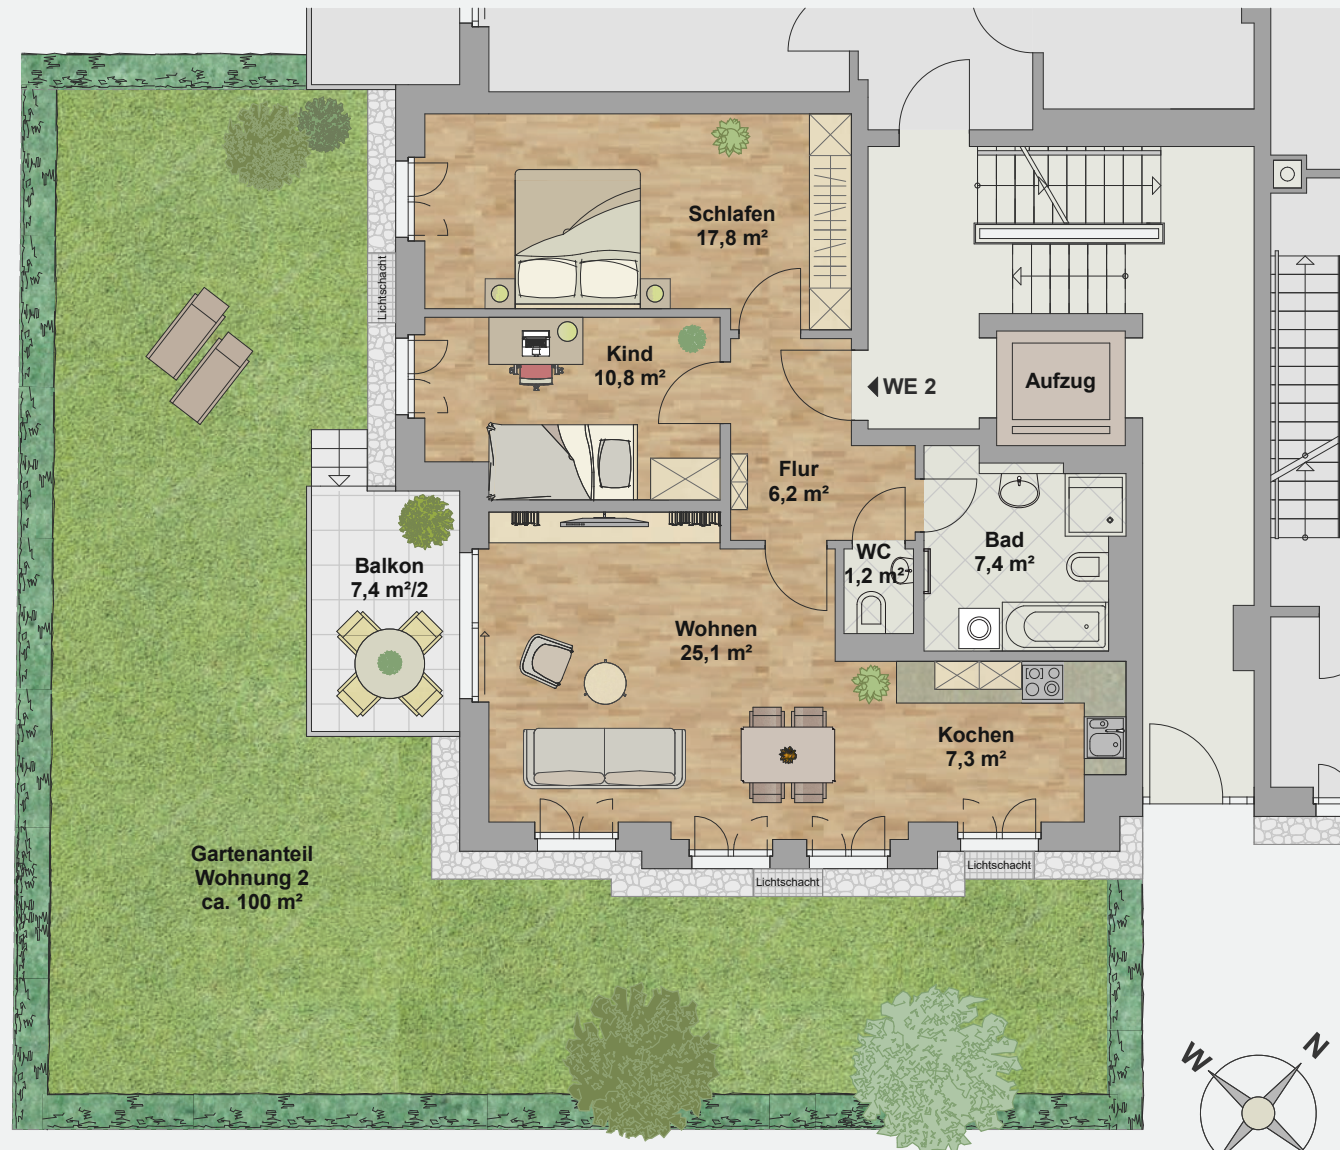 Schlafen
17,8 m²
Lichtschacht
Kind
10,8 m²
WE 2
Aufzug
Flur
6,2 m²
WC
1,2 m²
Bad
7,4 m²
Balkon
7,4 m²/2
Wohnen
25,1 m²
Kochen
7,3 m²
Gartenanteil
Wohnung 2
ca. 100 m²
Lichtschacht
Lichtschacht
W
N